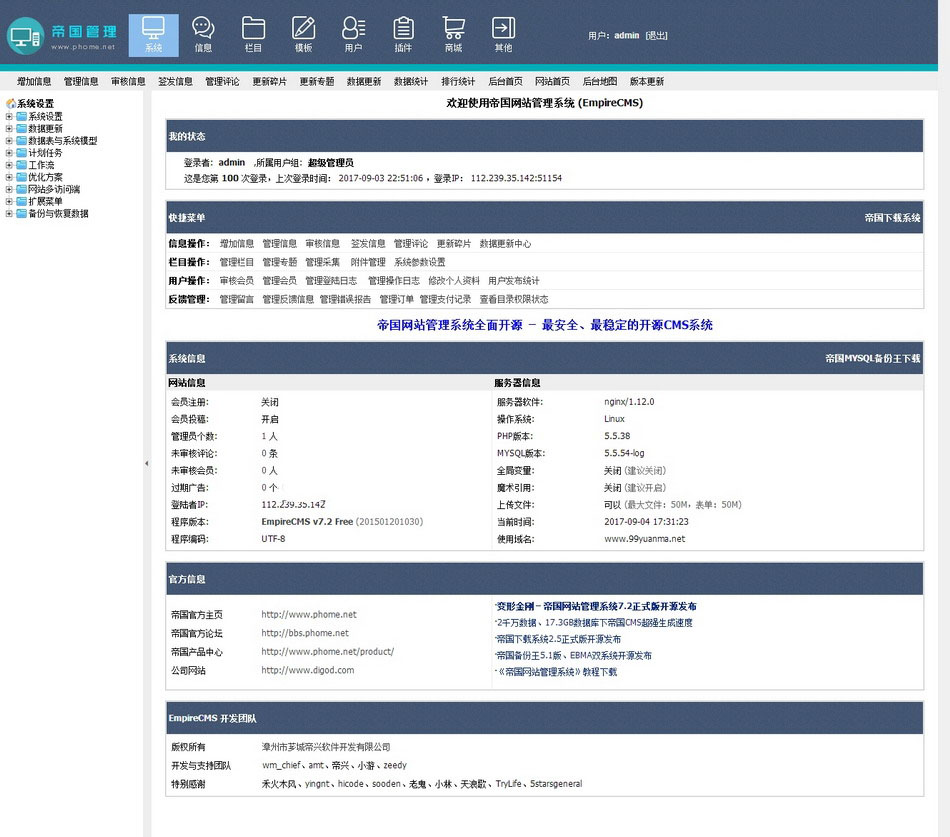 帝国管理
www.phome.net
系统 信息 栏目 模板 用户 插件 商城 其他
用户：admin [退出]
增加信息 管理信息 审核信息 签发信息 管理评论 更新碎片 更新专题 数据更新 数据统计 排行统计 后台首页 网站首页 后台地图 版本更新
系统设置
系统设置
数据更新
数据表与系统模型
计划任务
工作流
优化方案
网站多访问端
扩展菜单
备份与恢复数据
欢迎使用帝国网站管理系统 (EmpireCMS)
我的状态
登录者: admin ,所属用户组: 超级管理员
这是您第 100 次登录，上次登录时间： 2017-09-03 22:51:06 ，登录IP： 112.239.35.142:51154
快捷菜单 帝国下载系统
信息操作： 增加信息 管理信息 审核信息 签发信息 管理评论 更新碎片 数据更新中心
栏目操作： 管理栏目 管理专题 管理采集 附件管理 系统参数设置
用户操作： 审核会员 管理会员 管理登陆日志 管理操作日志 修改个人资料 用户发布统计
反馈管理： 管理留言 管理反馈信息 管理错误报告 管理订单 管理支付记录 查看目录权限状态
帝国网站管理系统全面开源 － 最安全、最稳定的开源CMS系统
系统信息 帝国MYSQL备份王下载
网站信息 服务器信息
会员注册: 关闭 服务器软件: nginx/1.12.0
会员投稿: 开启 操作系统: Linux
管理员个数: 1 人 PHP版本: 5.5.38
未审核评论: 0 条 MYSQL版本: 5.5.54-log
未审核会员: 0 人 全局变量: 关闭 (建议关闭)
过期广告: 0 个 魔术引用: 关闭 (建议开启)
登陆者IP: 112.239.35.142 上传文件: 可以 (最大文件：50M，表单：50M)
程序版本: EmpireCMS v7.2 Free (201501201030) 当前时间: 2017-09-04 17:31:23
程序编码: UTF-8 使用域名: www.99yuanma.net
官方信息
帝国官方主页 http://www.phome.net
帝国官方论坛 http://bbs.phome.net
帝国产品中心 http://www.phome.net/product/
公司网站 http://www.digod.com
·变形金刚－帝国网站管理系统7.2正式版开源发布
·2千万数据、17.3GB数据库下帝国CMS超强生成速度
·帝国下载系统2.5正式版开源发布
·帝国备份王5.1版、EBMA双系统开源发布
·《帝国网站管理系统》教程下载
EmpireCMS 开发团队
版权所有 漳州市芗城帝兴软件开发有限公司
开发与支持团队 wm_chief、amt、帝兴、小游、zeedy
特别感谢 禾火木风、yingnt、hicode、sooden、老鬼、小林、天浪歌、TryLife、5starsgeneral